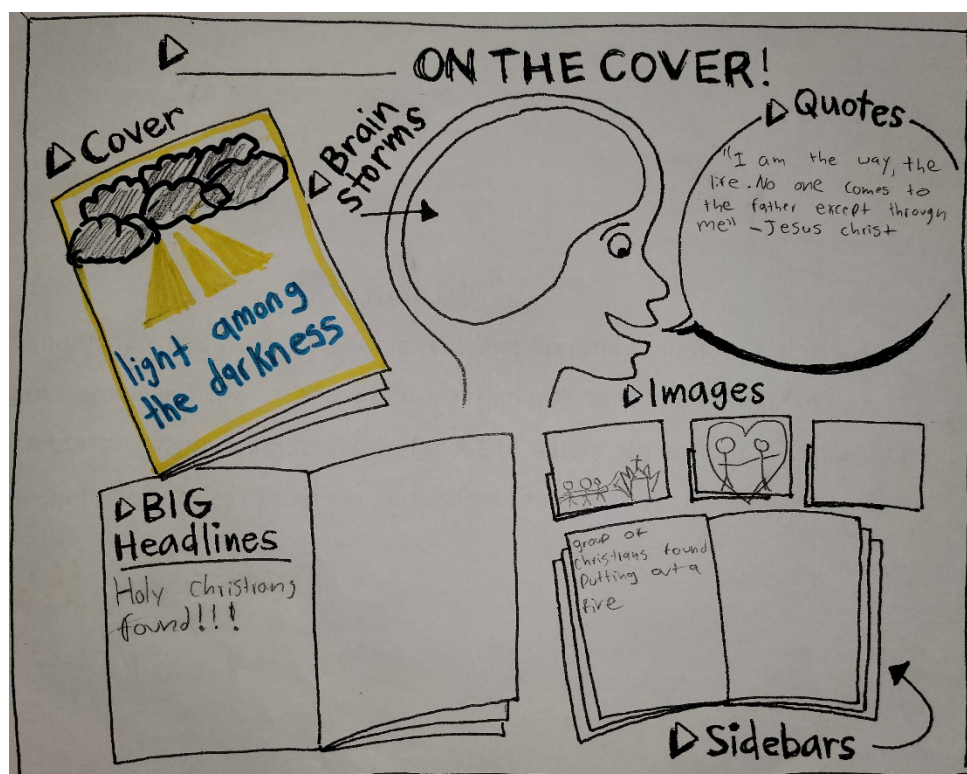 ON THE COVER!
Cover
Brain
storms
Quotes
"I am the way, the
life. No one comes to
the father except through
me" -Jesus christ
light among
the darkness
Images
BIG
Headlines
Holy Christians
found!!!
group of
christians found
Putting out a
fire
Sidebars